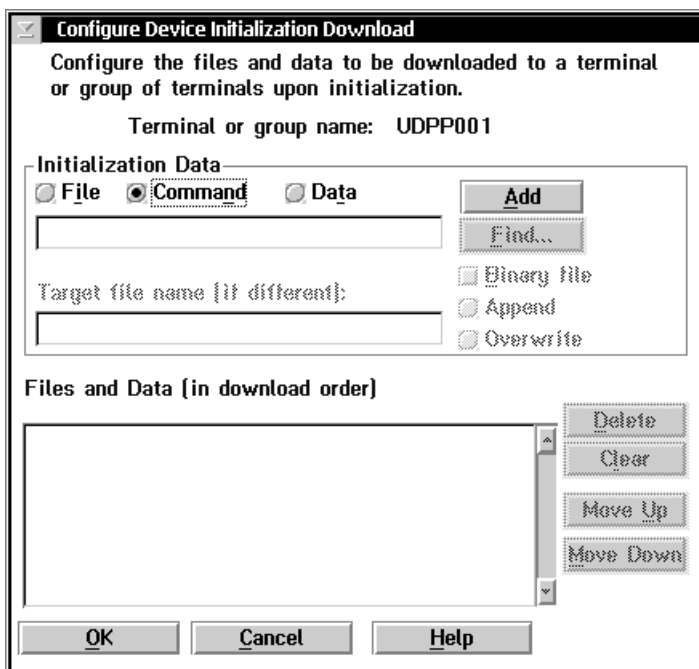 Configure Device Initialization Download
Configure the files and data to be downloaded to a terminal
or group of terminals upon initialization.
Terminal or group name: UDPP001
Initialization Data
File Command Data
Add
Find...
Binary file
Target file name (if different):
Append
Overwrite
Files and Data (in download order)
Delete
Clear
Move Up
Move Down
OK Cancel Help